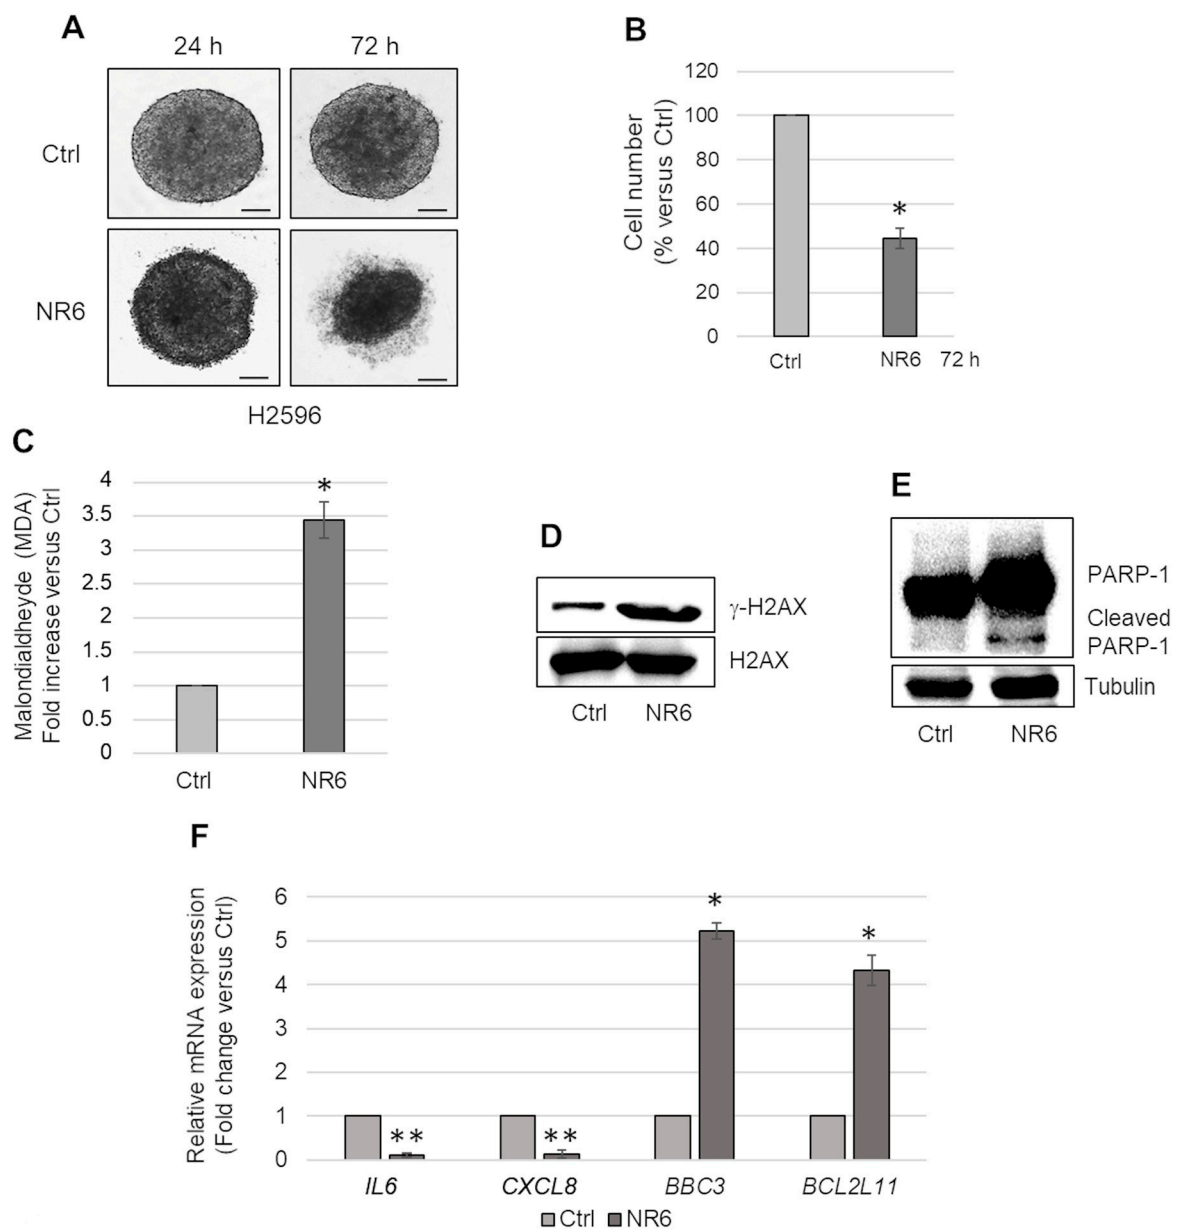 A
24 h
72 h
Ctrl
NR6
H2596
B
120
100
80
60
40
20
0
Cell number
(% versus Ctrl)
*
Ctrl
NR6
72 h
C
4
3.5
3
2.5
2
1.5
1
0.5
0
Malondialdheyde (MDA)
Fold increase versus Ctrl
*
Ctrl
NR6
D
γ-H2AX
H2AX
Ctrl
NR6
E
PARP-1
Cleaved
PARP-1
Tubulin
Ctrl
NR6
F
6
5
4
3
2
1
0
Relative mRNA expression
(Fold change versus Ctrl)
**
**
*
*
IL6
CXCL8
BBC3
BCL2L11
Ctrl
NR6